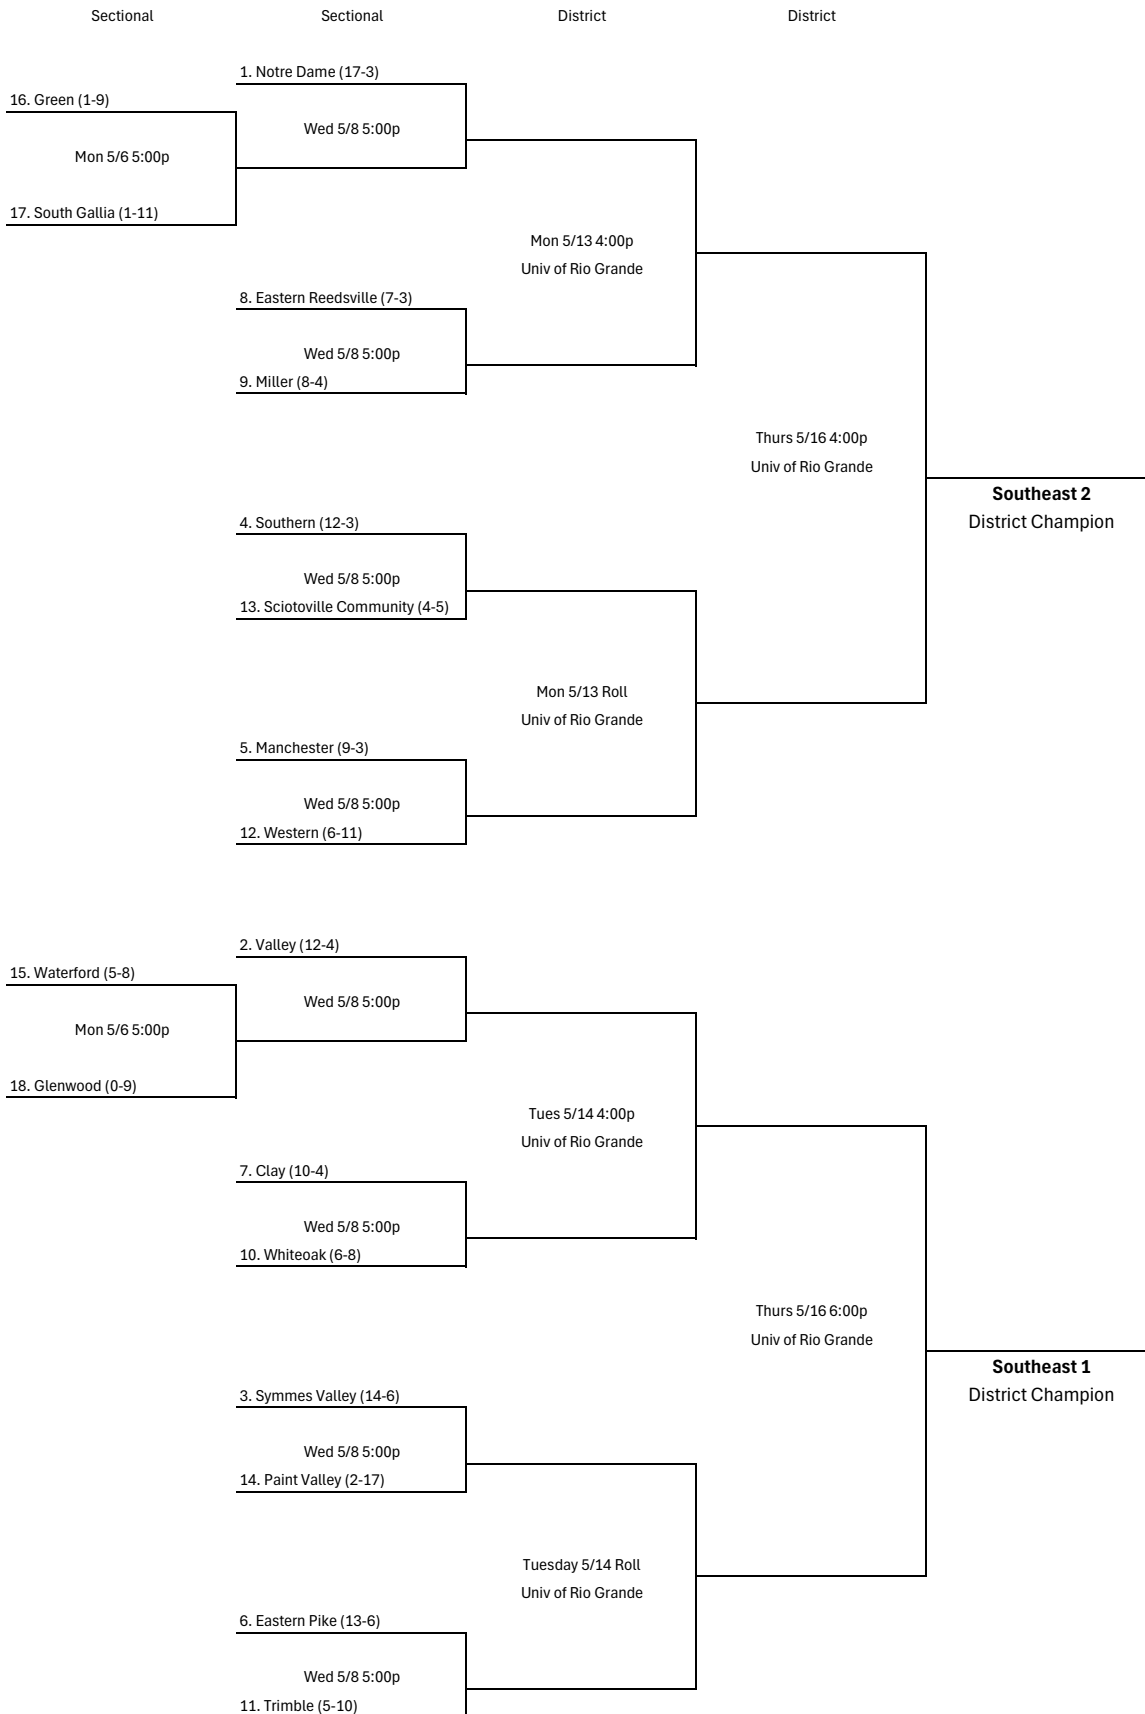 Sectional Sectional District District
1. Notre Dame (17-3)
16. Green (1-9)
Wed 5/8 5:00p
Mon 5/6 5:00p
17. South Gallia (1-11)
Mon 5/13 4:00p
Univ of Rio Grande
8. Eastern Reedsville (7-3)
Wed 5/8 5:00p
9. Miller (8-4)
Thurs 5/16 4:00p
Univ of Rio Grande
Southeast 2
District Champion
4. Southern (12-3)
Wed 5/8 5:00p
13. Sciotoville Community (4-5)
Mon 5/13 Roll
Univ of Rio Grande
5. Manchester (9-3)
Wed 5/8 5:00p
12. Western (6-11)
2. Valley (12-4)
15. Waterford (5-8)
Wed 5/8 5:00p
Mon 5/6 5:00p
18. Glenwood (0-9)
Tues 5/14 4:00p
Univ of Rio Grande
7. Clay (10-4)
Wed 5/8 5:00p
10. Whiteoak (6-8)
Thurs 5/16 6:00p
Univ of Rio Grande
Southeast 1
District Champion
3. Symmes Valley (14-6)
Wed 5/8 5:00p
14. Paint Valley (2-17)
Tuesday 5/14 Roll
Univ of Rio Grande
6. Eastern Pike (13-6)
Wed 5/8 5:00p
11. Trimble (5-10)